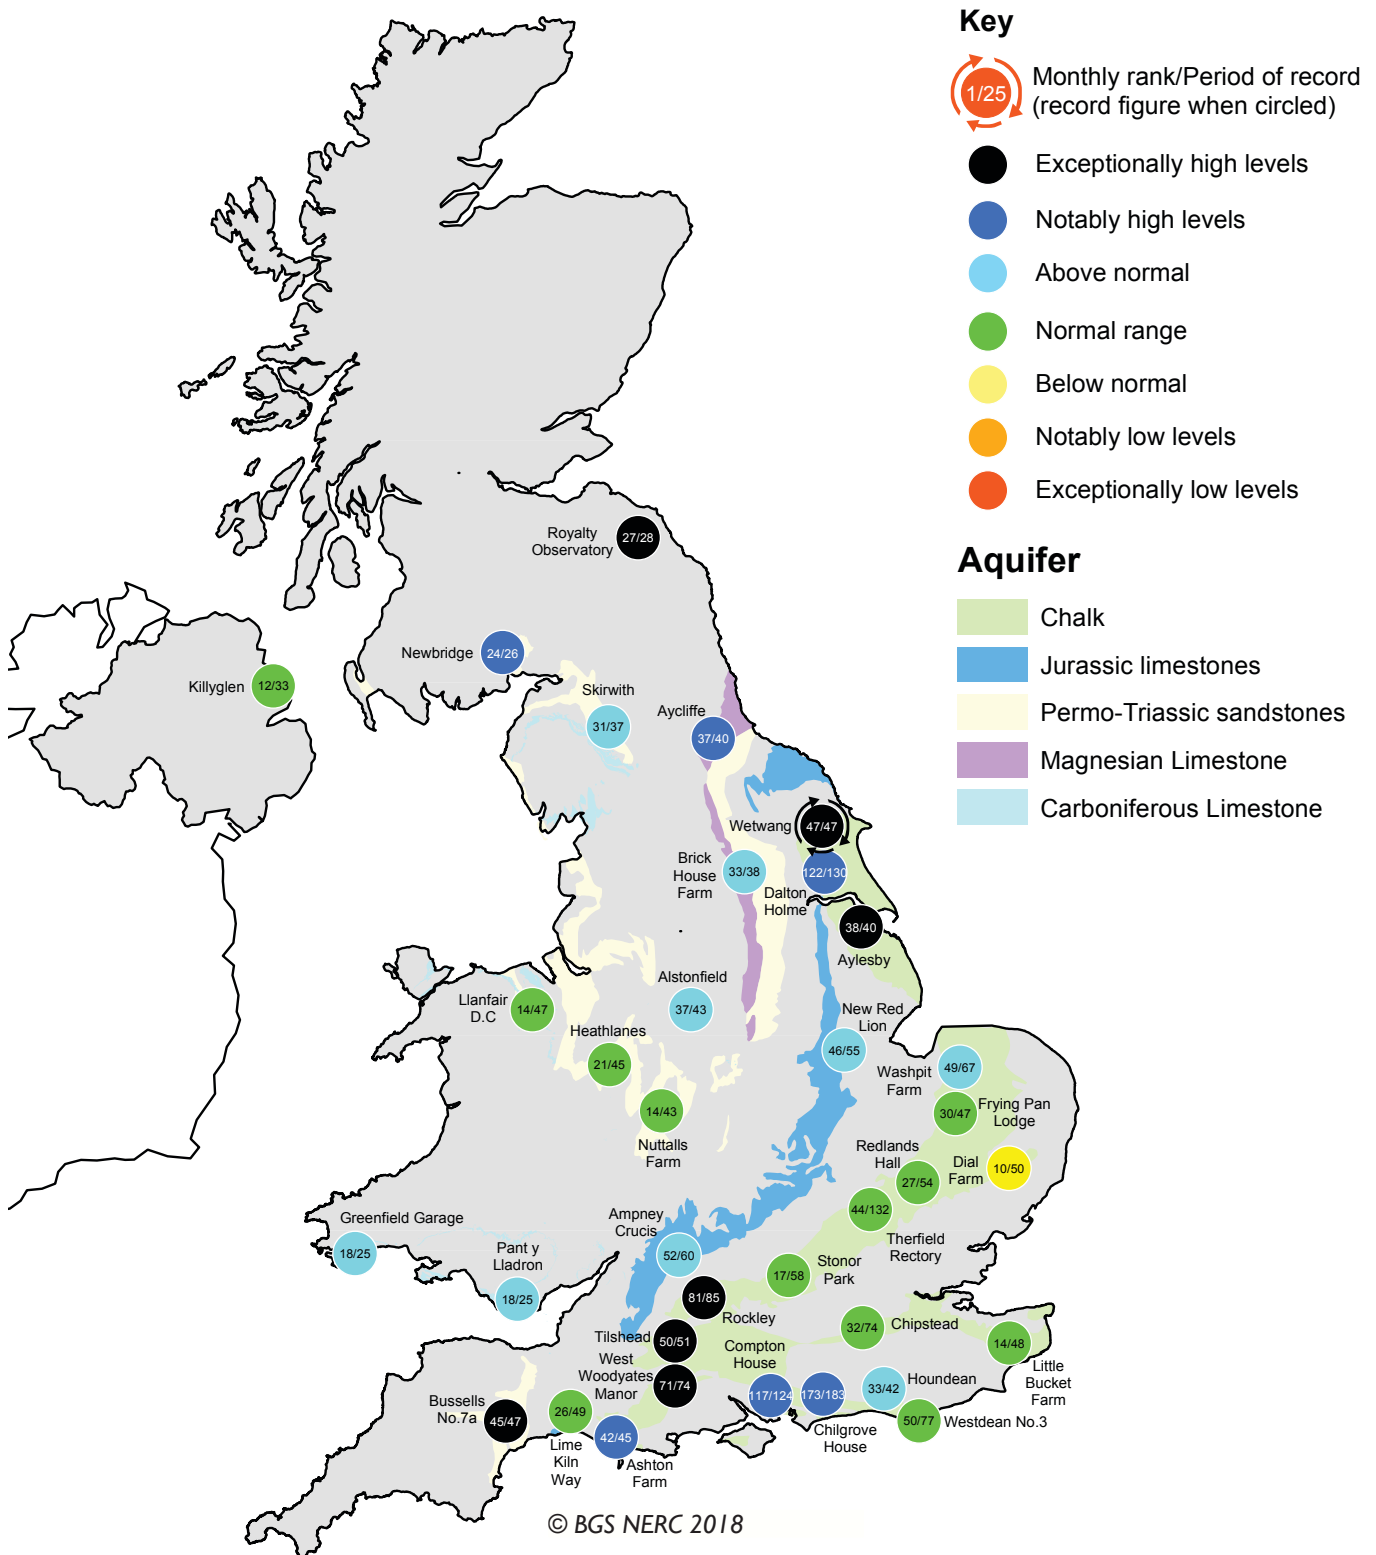 Key
1/25
Monthly rank/Period of record
(record figure when circled)
Exceptionally high levels
Notably high levels
Above normal
Normal range
Below normal
Notably low levels
Exceptionally low levels
Aquifer
Chalk
Jurassic limestones
Permo-Triassic sandstones
Magnesian Limestone
Carboniferous Limestone
Royalty
Observatory
27/28
Newbridge
24/26
Killyglen
12/33
Skirwith
31/37
Aycliffe
37/40
Wetwang
47/47
Brick
House
Farm
33/38
Dalton
Holme
122/130
38/40
Aylesby
Alstonfield
37/43
Llanfair
D.C
14/47
Heathlanes
21/45
New Red
Lion
46/55
Washpit
Farm
49/67
14/43
Nuttalls
Farm
30/47
Frying Pan
Lodge
Redlands
Hall
27/54
Dial
Farm
10/50
44/132
Therfield
Rectory
Greenfield Garage
18/25
Pant y
Lladron
18/25
Ampney
Crucis
52/60
17/58
Stonor
Park
81/85
Rockley
Tilshead
50/51
32/74
Chipstead
14/48
Little
Bucket
Farm
West
Woodyates
Manor
71/74
Compton
House
117/124
173/183
Chilgrove
House
33/42
Houndean
50/77
Westdean No.3
Bussells
No.7a
45/47
26/49
Lime
Kiln
Way
42/45
Ashton
Farm
© BGS NERC 2018